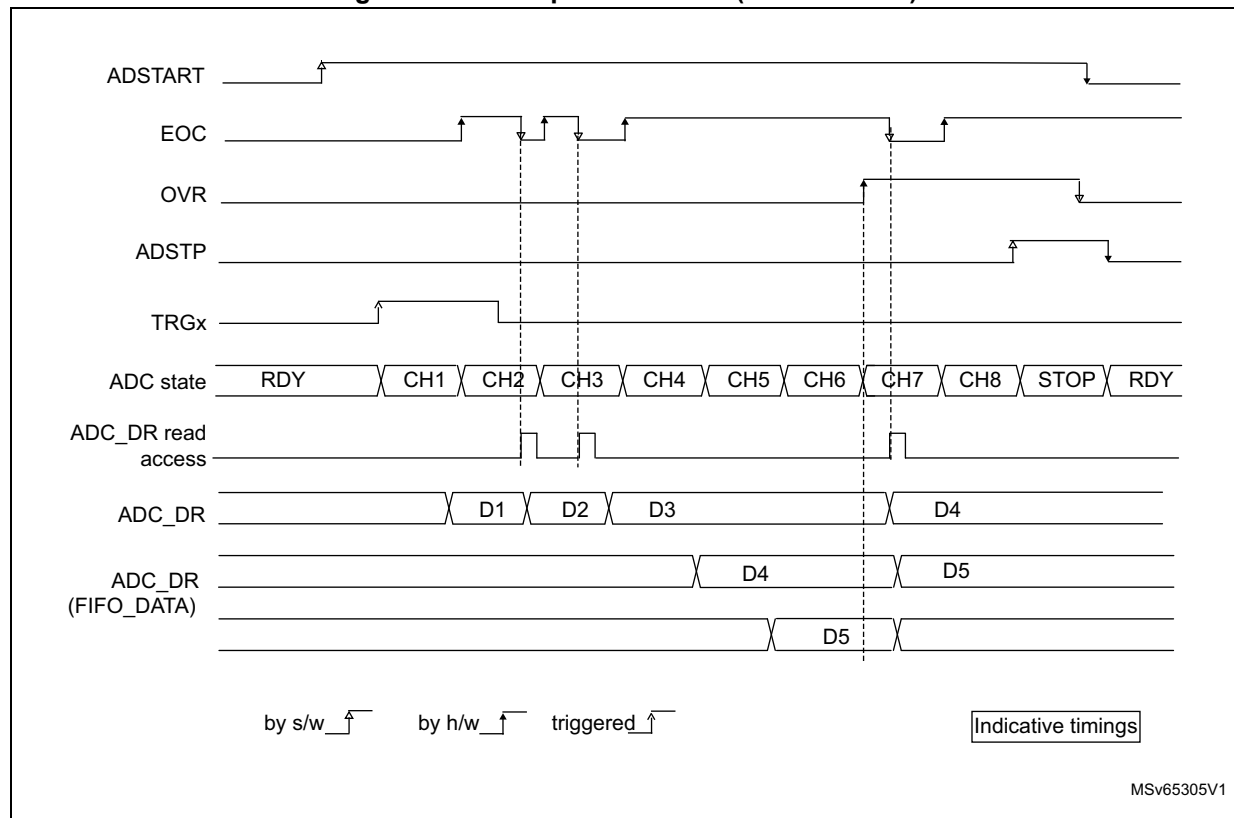 ADSTART
EOC
OVR
ADSTP
TRGx
ADC state RDY CH1 CH2 CH3 CH4 CH5 CH6 CH7 CH8 STOP RDY
ADC_DR read
access
ADC_DR D1 D2 D3 D4
ADC_DR
(FIFO_DATA)
D4 D5
D5
by s/w by h/w triggered Indicative timings
MSv65305V1